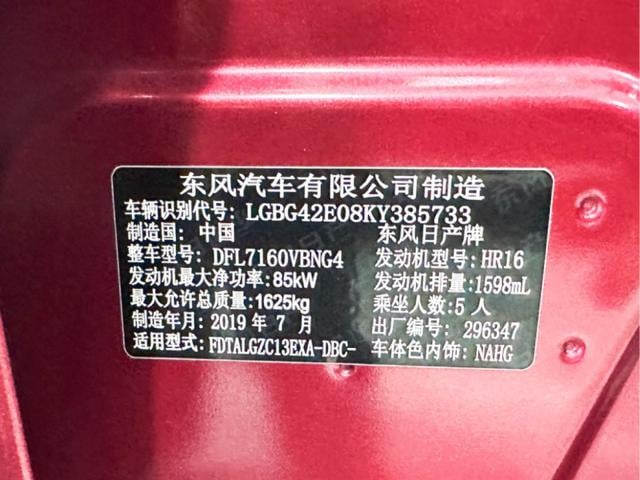 东风汽车有限公司制造
车辆识别代号: LGBG42E08KY385733
制造国: 中国 东风日产牌
整车型号: DFL7160VBNG4 发动机型号: HR16
发动机最大净功率: 85kW 发动机排量: 1598mL
最大允许总质量: 1625kg 乘坐人数: 5 人
制造年月: 2019 年 7 月 出厂编号: 296347
适用型式: FDTALGZC13EXA-DBC- 车体色内饰: NAHG